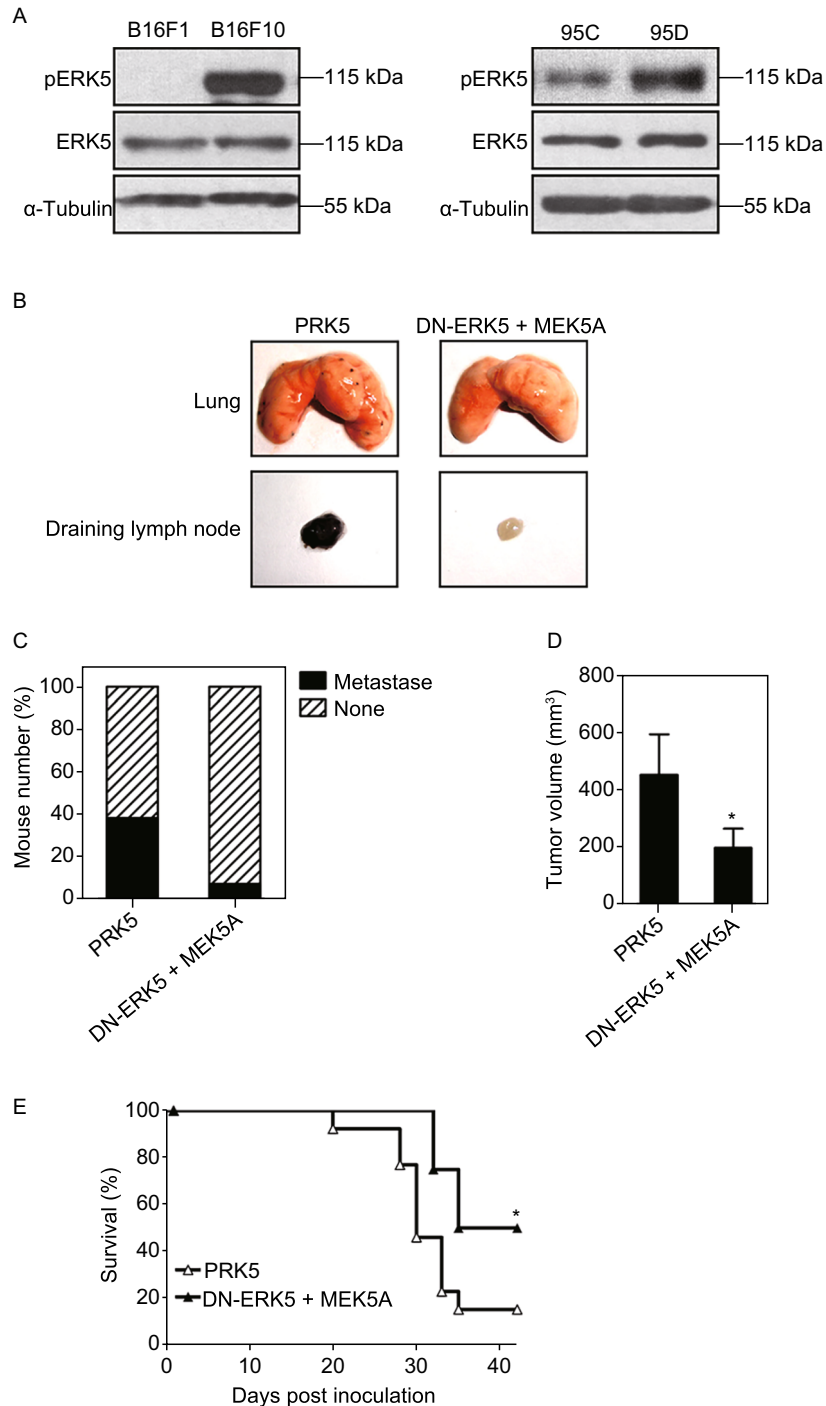 A
B16F1 B16F10
pERK5
115 kDa
ERK5
115 kDa
α-Tubulin
55 kDa
95C 95D
pERK5
115 kDa
ERK5
115 kDa
α-Tubulin
55 kDa
B
PRK5 DN-ERK5 + MEK5A
Lung
Draining lymph node
C
Mouse number (%)
100
80
60
40
20
0
PRK5
DN-ERK5 + MEK5A
Metastase
None
D
Tumor volume (mm³)
800
600
400
200
0
*
PRK5
DN-ERK5 + MEK5A
E
Survival (%)
100
80
60
40
20
0
*
PRK5
DN-ERK5 + MEK5A
0 10 20 30 40
Days post inoculation